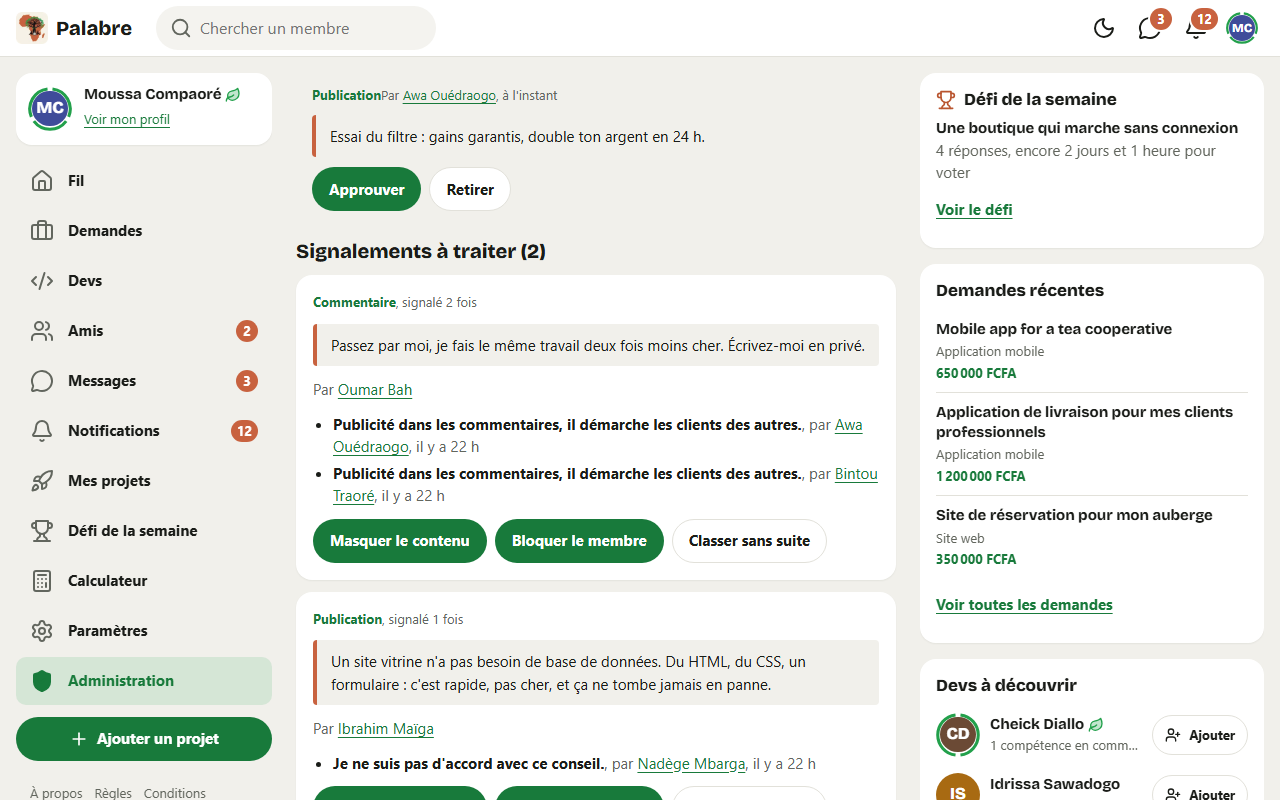 Palabre
Chercher un membre
3
12
MC
MC
Moussa Compaoré
Voir mon profil
Fil
Demandes
Devs
Amis
2
Messages
3
Notifications
12
Mes projets
Défi de la semaine
Calculateur
Paramètres
Administration
Ajouter un projet
À propos Règles Conditions
PublicationPar Awa Ouédraogo, à l'instant
Essai du filtre : gains garantis, double ton argent en 24 h.
Approuver
Retirer
Signalements à traiter (2)
Commentaire, signalé 2 fois
Passez par moi, je fais le même travail deux fois moins cher. Écrivez-moi en privé.
Par Oumar Bah
• Publicité dans les commentaires, il démarche les clients des autres., par Awa
Ouédraogo, il y a 22 h
• Publicité dans les commentaires, il démarche les clients des autres., par Bintou
Traoré, il y a 22 h
Masquer le contenu
Bloquer le membre
Classer sans suite
Publication, signalé 1 fois
Un site vitrine n'a pas besoin de base de données. Du HTML, du CSS, un
formulaire : c'est rapide, pas cher, et ça ne tombe jamais en panne.
Par Ibrahim Maïga
• Je ne suis pas d'accord avec ce conseil., par Nadège Mbarga, il y a 22 h
Défi de la semaine
Une boutique qui marche sans connexion
4 réponses, encore 2 jours et 1 heure pour
voter
Voir le défi
Demandes récentes
Mobile app for a tea cooperative
Application mobile
650 000 FCFA
Application de livraison pour mes clients
professionnels
Application mobile
1 200 000 FCFA
Site de réservation pour mon auberge
Site web
350 000 FCFA
Voir toutes les demandes
Devs à découvrir
CD
Cheick Diallo
1 compétence en comm...
Ajouter
IS
Idrissa Sawadogo
Ajouter